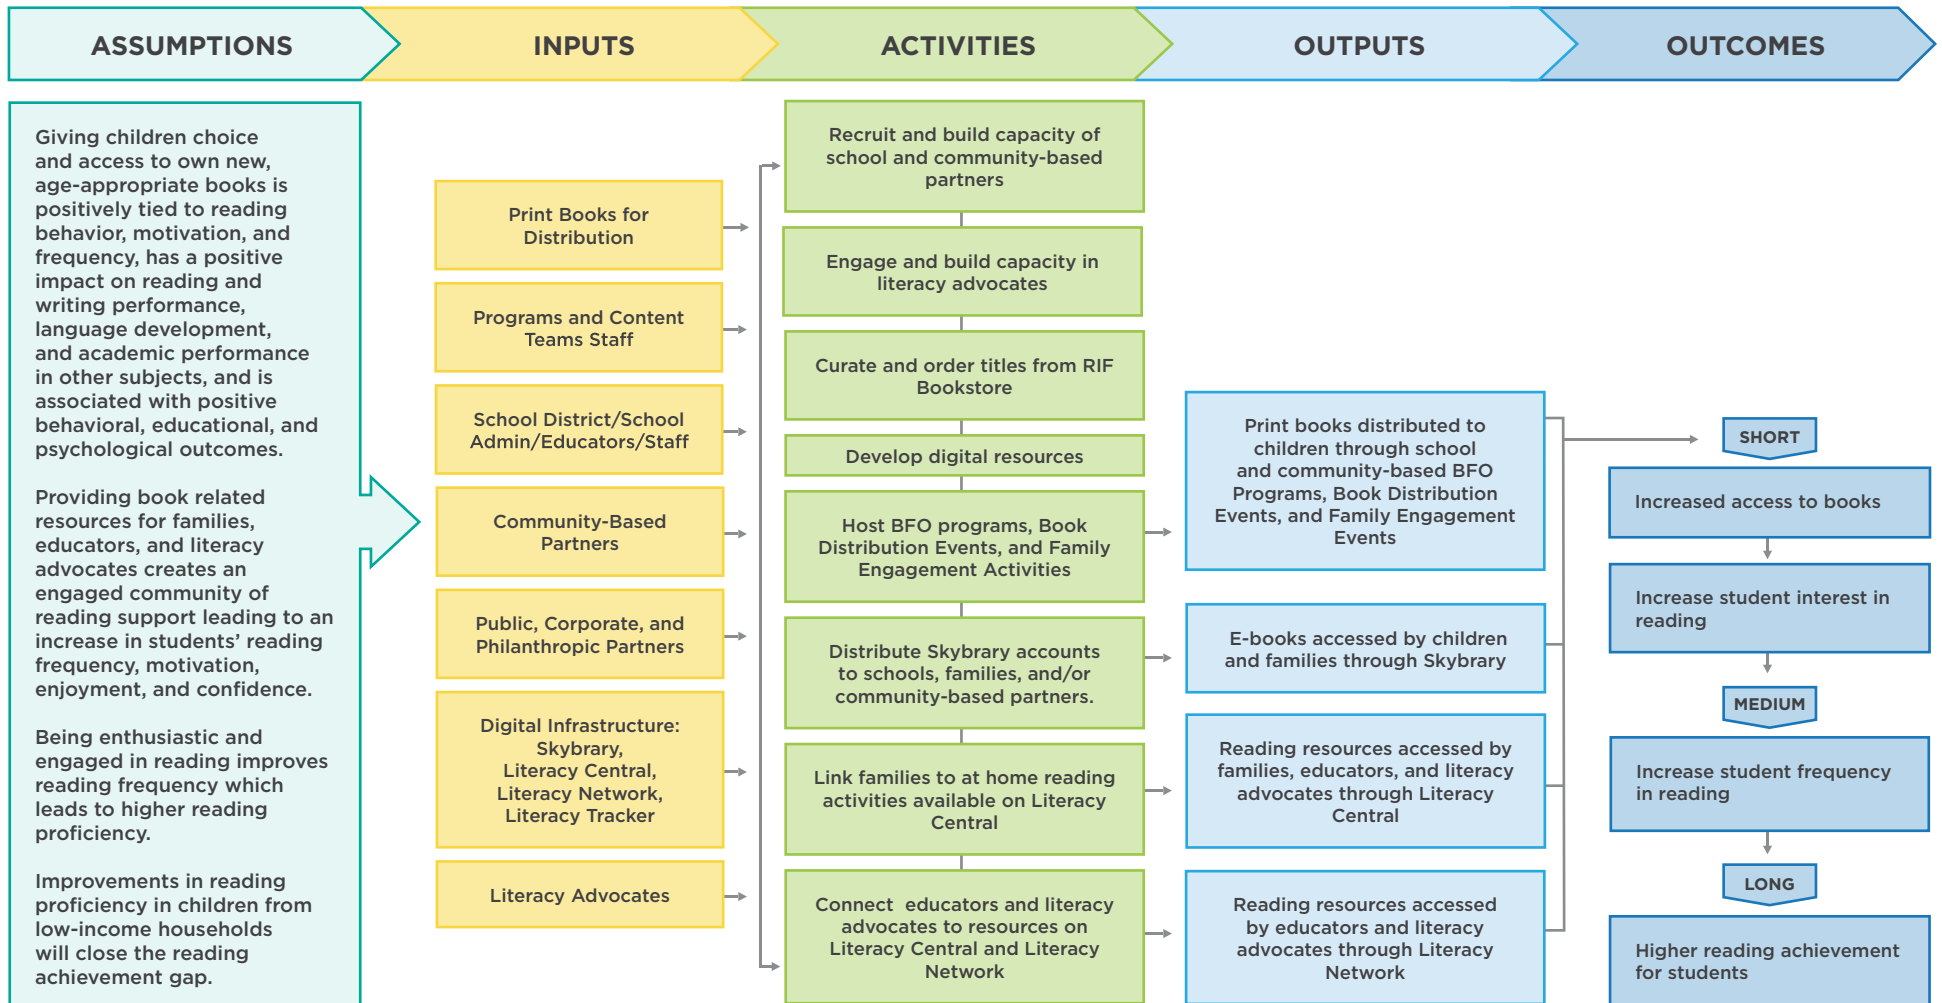 ASSUMPTIONS
INPUTS
ACTIVITIES
OUTPUTS
OUTCOMES
Giving children choice
and access to own new,
age-appropriate books is
positively tied to reading
behavior, motivation, and
frequency, has a positive
impact on reading and
writing performance,
language development,
and academic performance
in other subjects, and is
associated with positive
behavioral, educational, and
psychological outcomes.
Providing book related
resources for families,
educators, and literacy
advocates creates an
engaged community of
reading support leading to an
increase in students’ reading
frequency, motivation,
enjoyment, and confidence.
Being enthusiastic and
engaged in reading improves
reading frequency which
leads to higher reading
proficiency.
Improvements in reading
proficiency in children from
low-income households
will close the reading
achievement gap.
Print Books for
Distribution
Programs and Content
Teams Staff
School District/School
Admin/Educators/Staff
Community-Based
Partners
Public, Corporate, and
Philanthropic Partners
Digital Infrastructure:
Skybrary,
Literacy Central,
Literacy Network,
Literacy Tracker
Literacy Advocates
Recruit and build capacity of
school and community-based
partners
Engage and build capacity in
literacy advocates
Curate and order titles from RIF
Bookstore
Develop digital resources
Host BFO programs, Book
Distribution Events, and Family
Engagement Activities
Distribute Skybrary accounts
to schools, families, and/or
community-based partners.
Link families to at home reading
activities available on Literacy
Central
Connect educators and literacy
advocates to resources on
Literacy Central and Literacy
Network
Print books distributed to
children through school
and community-based BFO
Programs, Book Distribution
Events, and Family Engagement
Events
E-books accessed by children
and families through Skybrary
Reading resources accessed by
families, educators, and literacy
advocates through Literacy
Central
Reading resources accessed
by educators and literacy
advocates through Literacy
Network
SHORT
Increased access to books
Increase student interest in
reading
MEDIUM
Increase student frequency
in reading
LONG
Higher reading achievement
for students